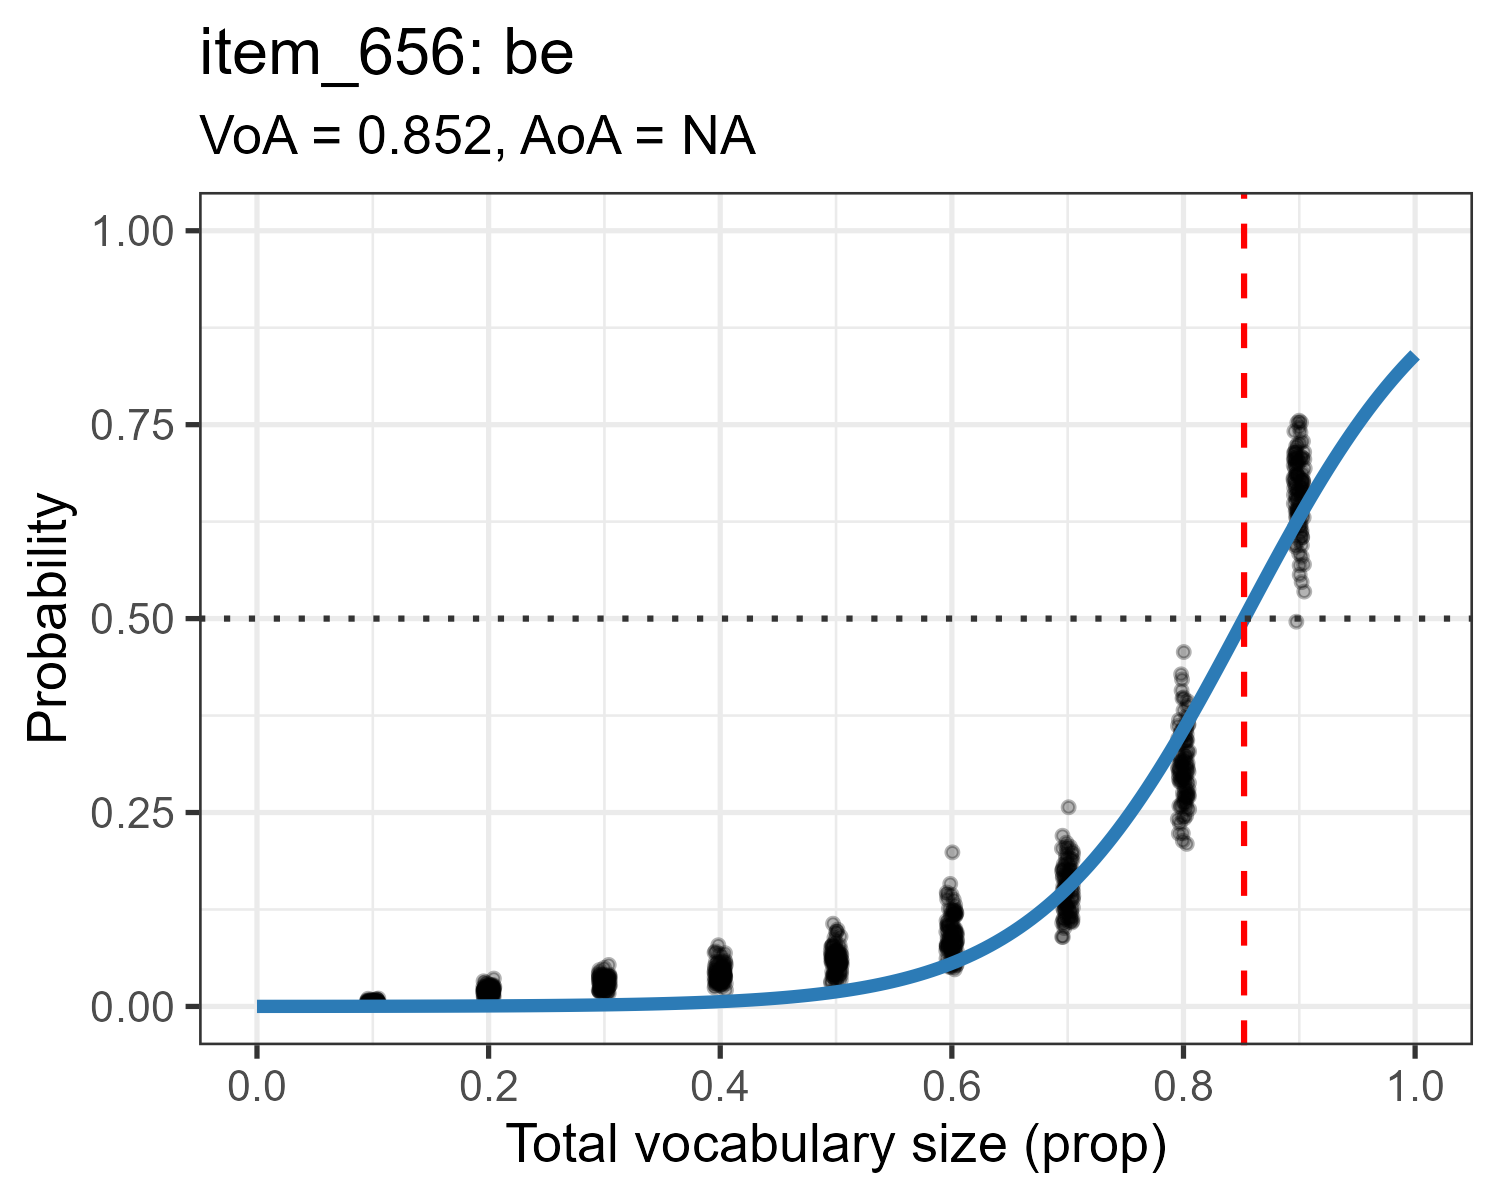 item_656: be
VoA = 0.852, AoA = NA
1.00
0.75
0.50
0.25
0.00
Probability
0.0 0.2 0.4 0.6 0.8 1.0
Total vocabulary size (prop)